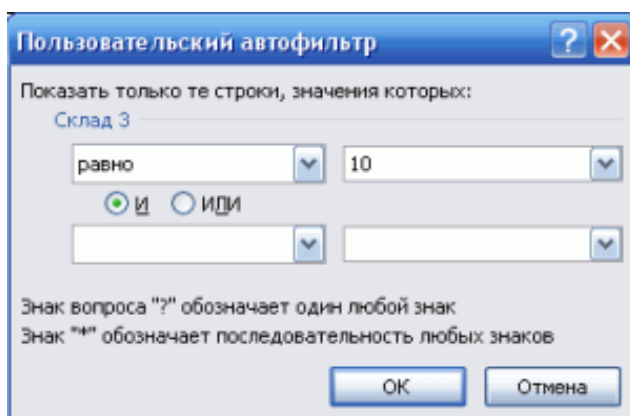 Пользовательский автофильтр
Показать только те строки, значения которых:
Склад 3
равно 10
И ИЛИ
Знак вопроса "?" обозначает один любой знак
Знак "*" обозначает последовательность любых знаков
ОК Отмена